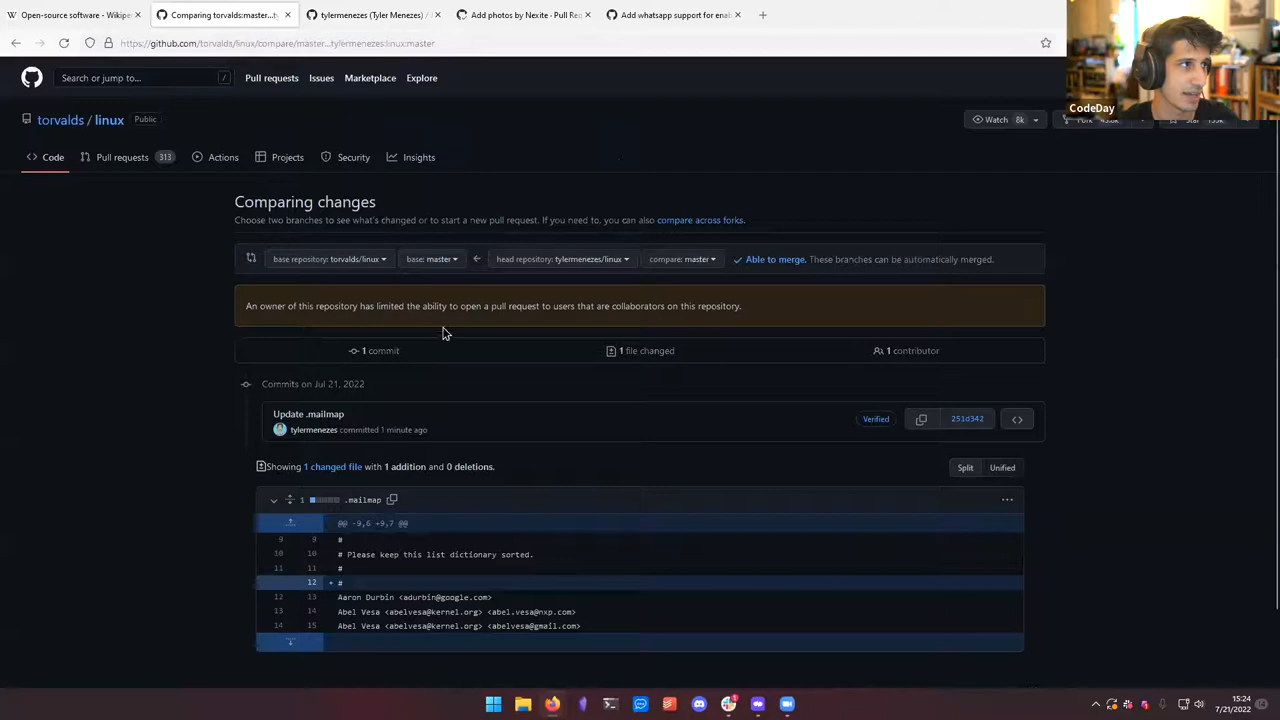 Open-source software - Wikipe
Comparing torvalds:master...ty
tylermenezes (Tyler Menezes) /
Add photos by Nexite · Pull Re
Add whatsapp support for enal
https://github.com/torvalds/linux/compare/master...tylermenezes:linux:master
CodeDay
Search or jump to...
/
Pull requests
Issues
Marketplace
Explore
torvalds / linux
Public
Watch 8k
Code
Pull requests 313
Actions
Projects
Security
Insights
Comparing changes
Choose two branches to see what's changed or to start a new pull request. If you need to, you can also compare across forks.
base repository: torvalds/linux
base: master
head repository: tylermenezes/linux
compare: master
Able to merge. These branches can be automatically merged.
An owner of this repository has limited the ability to open a pull request to users that are collaborators on this repository.
1 commit
1 file changed
1 contributor
Commits on Jul 21, 2022
Update .mailmap
tylermenezes committed 1 minute ago
Verified
251d342
Showing 1 changed file with 1 addition and 0 deletions.
Split
Unified
1 .mailmap
@@ -9,6 +9,7 @@
9 9 #
10 10 # Please keep this list dictionary sorted.
11 11 #
12 + #
12 13 Aaron Durbin <adurbin@google.com>
13 14 Abel Vesa <abelvesa@kernel.org> <abel.vesa@nxp.com>
14 15 Abel Vesa <abelvesa@kernel.org> <abelvesa@gmail.com>
15:24
7/21/2022